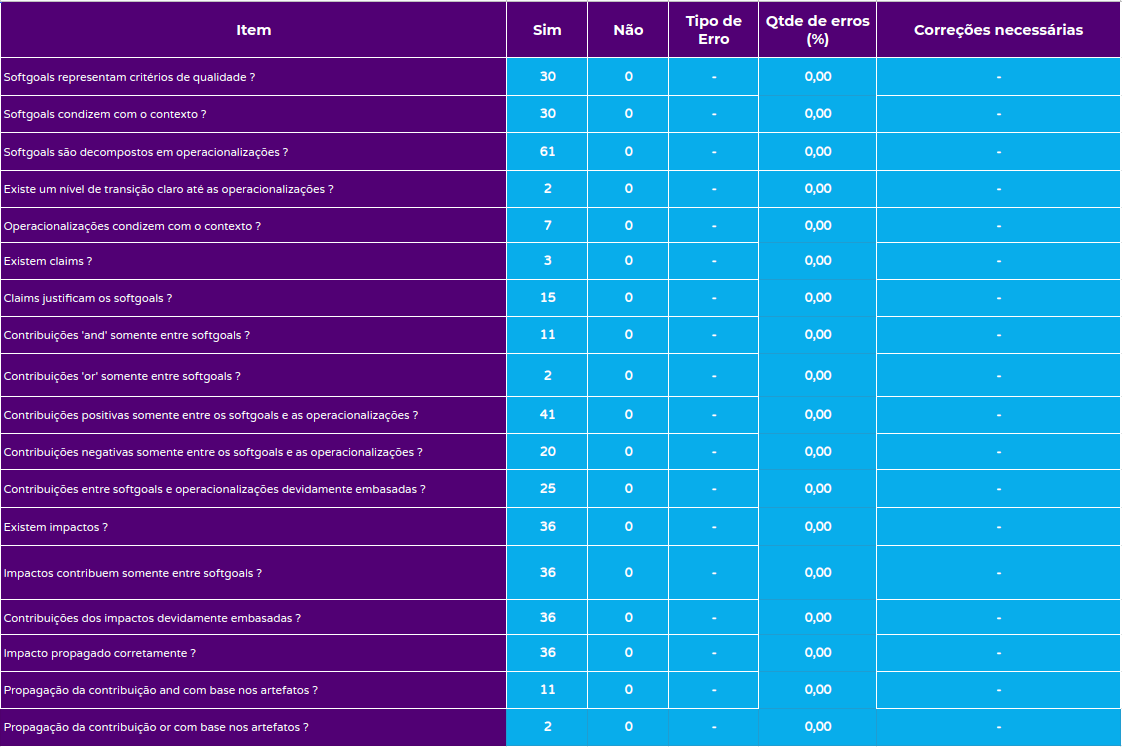 Item Sim Não Tipo de Erro Qtde de erros (%) Correções necessárias
Softgoals representam critérios de qualidade ? 30 0 - 0,00 -
Softgoals condizem com o contexto ? 30 0 - 0,00 -
Softgoals são decompostos em operacionalizações ? 61 0 - 0,00 -
Existe um nível de transição claro até as operacionalizações ? 2 0 - 0,00 -
Operacionalizações condizem com o contexto ? 7 0 - 0,00 -
Existem claims ? 3 0 - 0,00 -
Claims justificam os softgoals ? 15 0 - 0,00 -
Contribuições 'and' somente entre softgoals ? 11 0 - 0,00 -
Contribuições 'or' somente entre softgoals ? 2 0 - 0,00 -
Contribuições positivas somente entre os softgoals e as operacionalizações ? 41 0 - 0,00 -
Contribuições negativas somente entre os softgoals e as operacionalizações ? 20 0 - 0,00 -
Contribuições entre softgoals e operacionalizações devidamente embasadas ? 25 0 - 0,00 -
Existem impactos ? 36 0 - 0,00 -
Impactos contribuem somente entre softgoals ? 36 0 - 0,00 -
Contribuições dos impactos devidamente embasadas ? 36 0 - 0,00 -
Impacto propagado corretamente ? 36 0 - 0,00 -
Propagação da contribuição and com base nos artefatos ? 11 0 - 0,00 -
Propagação da contribuição or com base nos artefatos ? 2 0 - 0,00 -